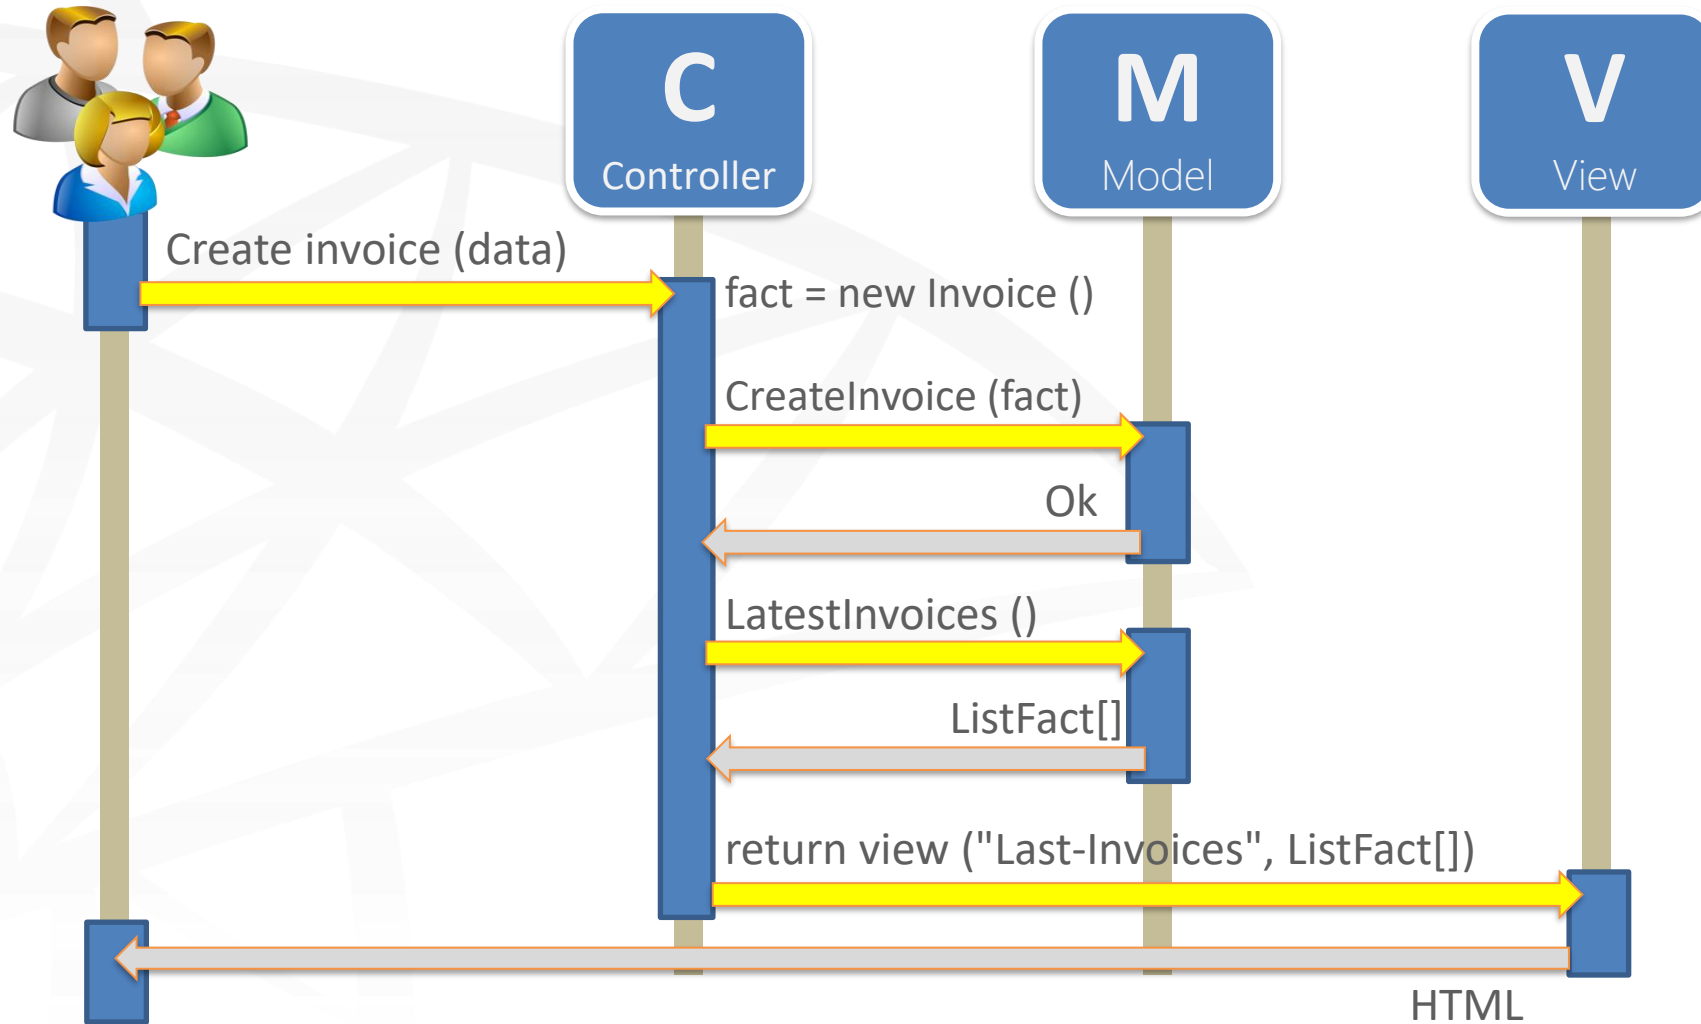 C
Controller
M
Model
V
View
Create invoice (data)
fact = new Invoice ()
CreateInvoice (fact)
Ok
LatestInvoices ()
ListFact[]
return view ("Last-Invoices", ListFact[])
HTML